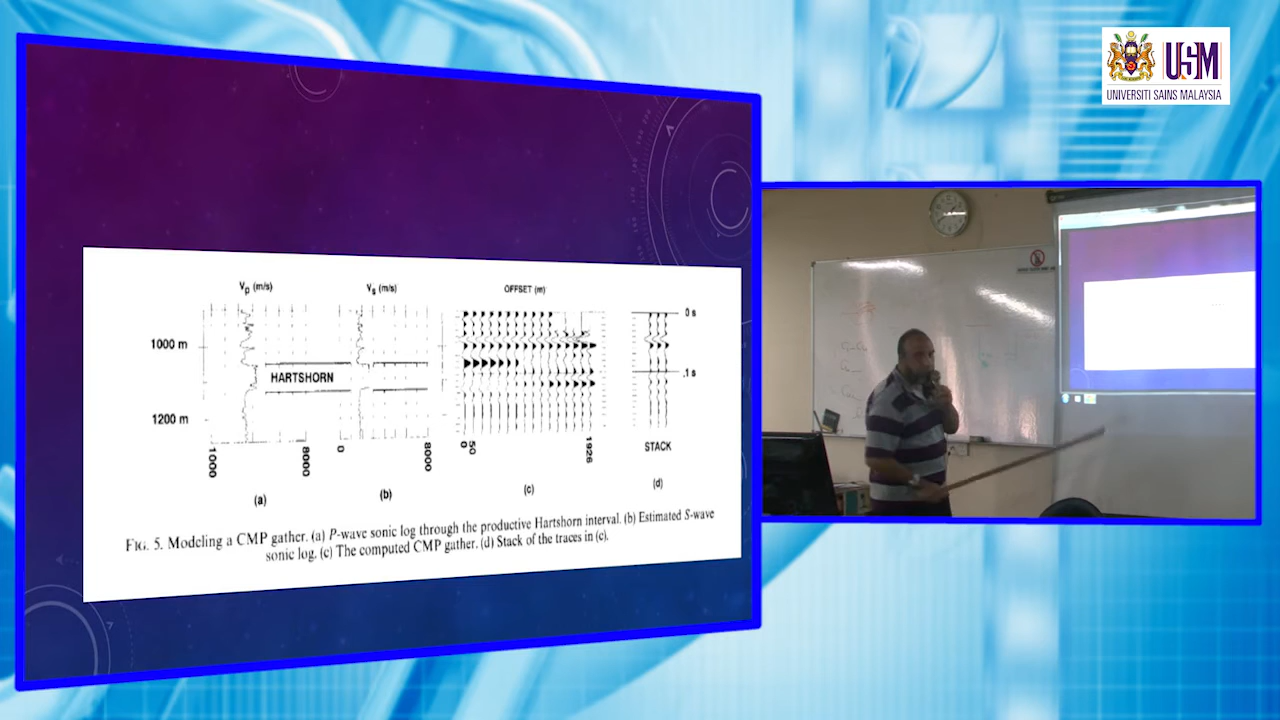 USM
UNIVERSITI SAINS MALAYSIA
Vp (m/s)
Vs (m/s)
OFFSET (m)
0 s
1000 m
HARTSHORN
.1 s
1200 m
1000
8000
0
8000
0
50
1926
STACK
(a)
(b)
(c)
(d)
FIG. 5. Modeling a CMP gather. (a) P-wave sonic log through the productive Hartshorn interval. (b) Estimated S-wave
sonic log. (c) The computed CMP gather. (d) Stack of the traces in (c).